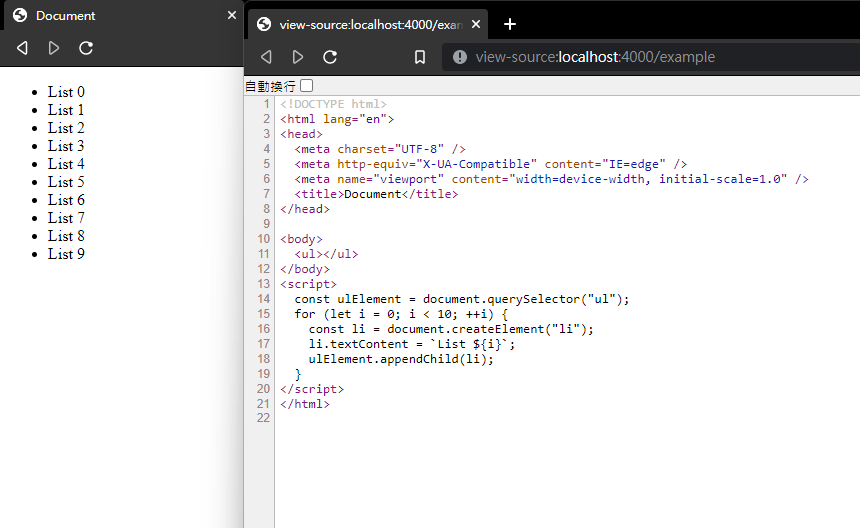 Document
List 0
List 1
List 2
List 3
List 4
List 5
List 6
List 7
List 8
List 9
view-source:localhost:4000/exam
view-source:localhost:4000/example
自動換行
1 <!DOCTYPE html>
2 <html lang="en">
3 <head>
4 <meta charset="UTF-8" />
5 <meta http-equiv="X-UA-Compatible" content="IE=edge" />
6 <meta name="viewport" content="width=device-width, initial-scale=1.0" />
7 <title>Document</title>
8 </head>
9
10 <body>
11 <ul></ul>
12 </body>
13 <script>
14 const ulElement = document.querySelector("ul");
15 for (let i = 0; i < 10; ++i) {
16 const li = document.createElement("li");
17 li.textContent = `List ${i}`;
18 ulElement.appendChild(li);
19 }
20 </script>
21 </html>
22